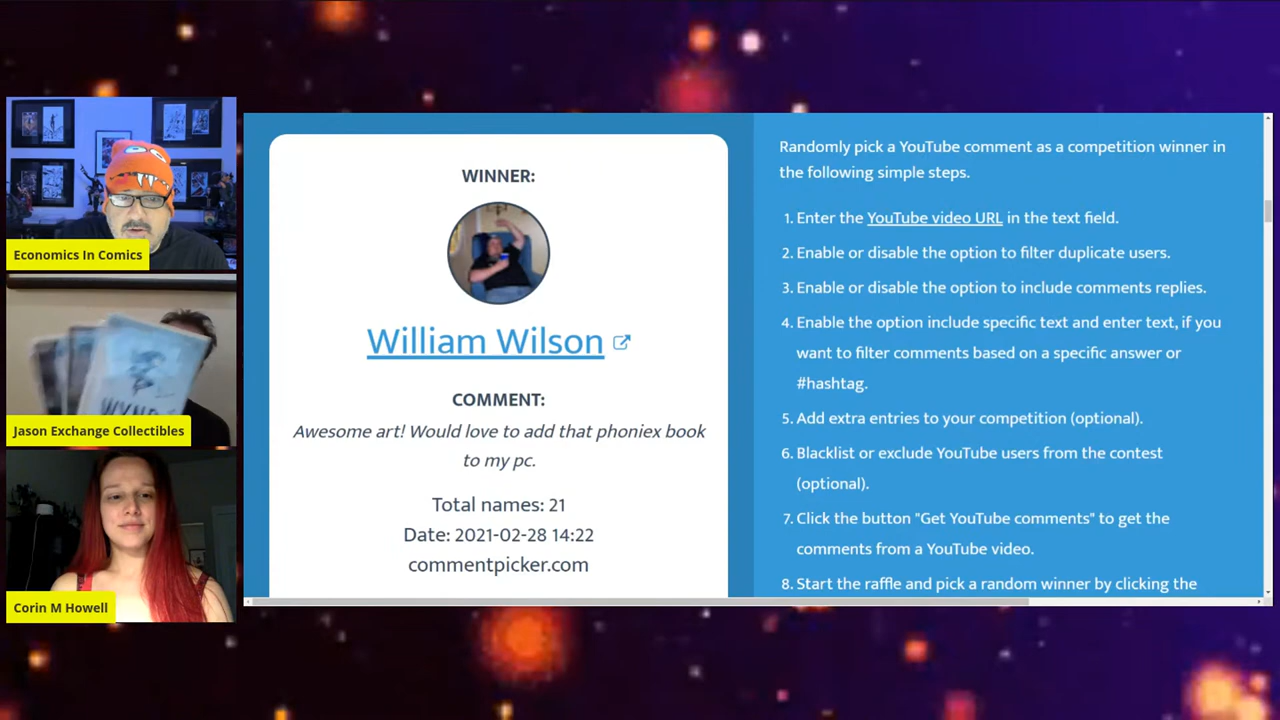 Economics In Comics
Jason Exchange Collectibles
Corin M Howell
WINNER:
William Wilson
COMMENT:
Awesome art! Would love to add that phoniex book
to my pc.
Total names: 21
Date: 2021-02-28 14:22
commentpicker.com
Randomly pick a YouTube comment as a competition winner in
the following simple steps.
1. Enter the YouTube video URL in the text field.
2. Enable or disable the option to filter duplicate users.
3. Enable or disable the option to include comments replies.
4. Enable the option include specific text and enter text, if you
want to filter comments based on a specific answer or
#hashtag.
5. Add extra entries to your competition (optional).
6. Blacklist or exclude YouTube users from the contest
(optional).
7. Click the button "Get YouTube comments" to get the
comments from a YouTube video.
8. Start the raffle and pick a random winner by clicking the